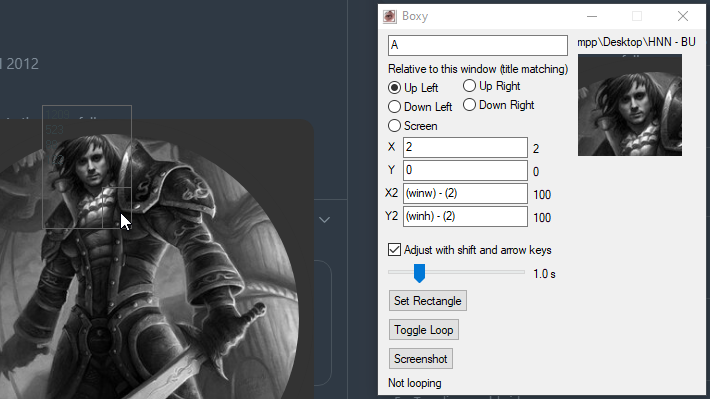 Boxy
l 2012
A
mpp\Desktop\HNN - BU
Relative to this window (title matching)
Up Left
Up Right
Down Left
Down Right
Screen
X
2
2
Y
0
0
X2
(winw) - (2)
100
Y2
(winh) - (2)
100
Adjust with shift and arrow keys
1.0 s
Set Rectangle
Toggle Loop
Screenshot
Not looping